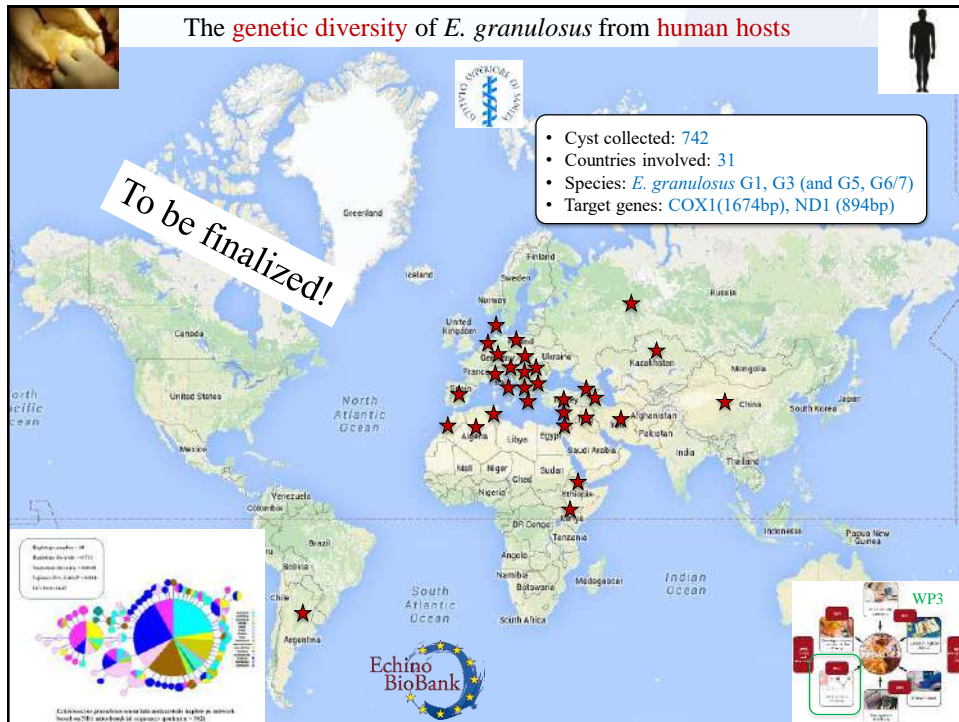 The genetic diversity of E. granulosus from human hosts
ISTITUTO SUPERIORE DI SANITÀ
• Cyst collected: 742
• Countries involved: 31
• Species: E. granulosus G1, G3 (and G5, G6/7)
• Target genes: COX1(1674bp), ND1 (894bp)
To be finalized!
Greenland
Iceland
Finland
Sweden
Norway
Russia
Canada
United
Kingdom
Ukraine
France
Spain
Kazakhstan
Mongolia
China
Japan
South Korea
United States
North
Atlantic
Ocean
Afghanistan
Pakistan
Algeria
Libya
Egypt
Saudi Arabia
India
Thailand
Mexico
Mali
Niger
Chad
Sudan
Nigeria
Ethiopia
Kenya
Venezuela
Colombia
DR Congo
Tanzania
Indonesia
Papua New
Guinea
Brazil
Bolivia
Angola
Namibia
Botswana
Madagascar
Indian
Ocean
Chile
South
Atlantic
Ocean
South Africa
Argentina
WP3
Echino
BioBank